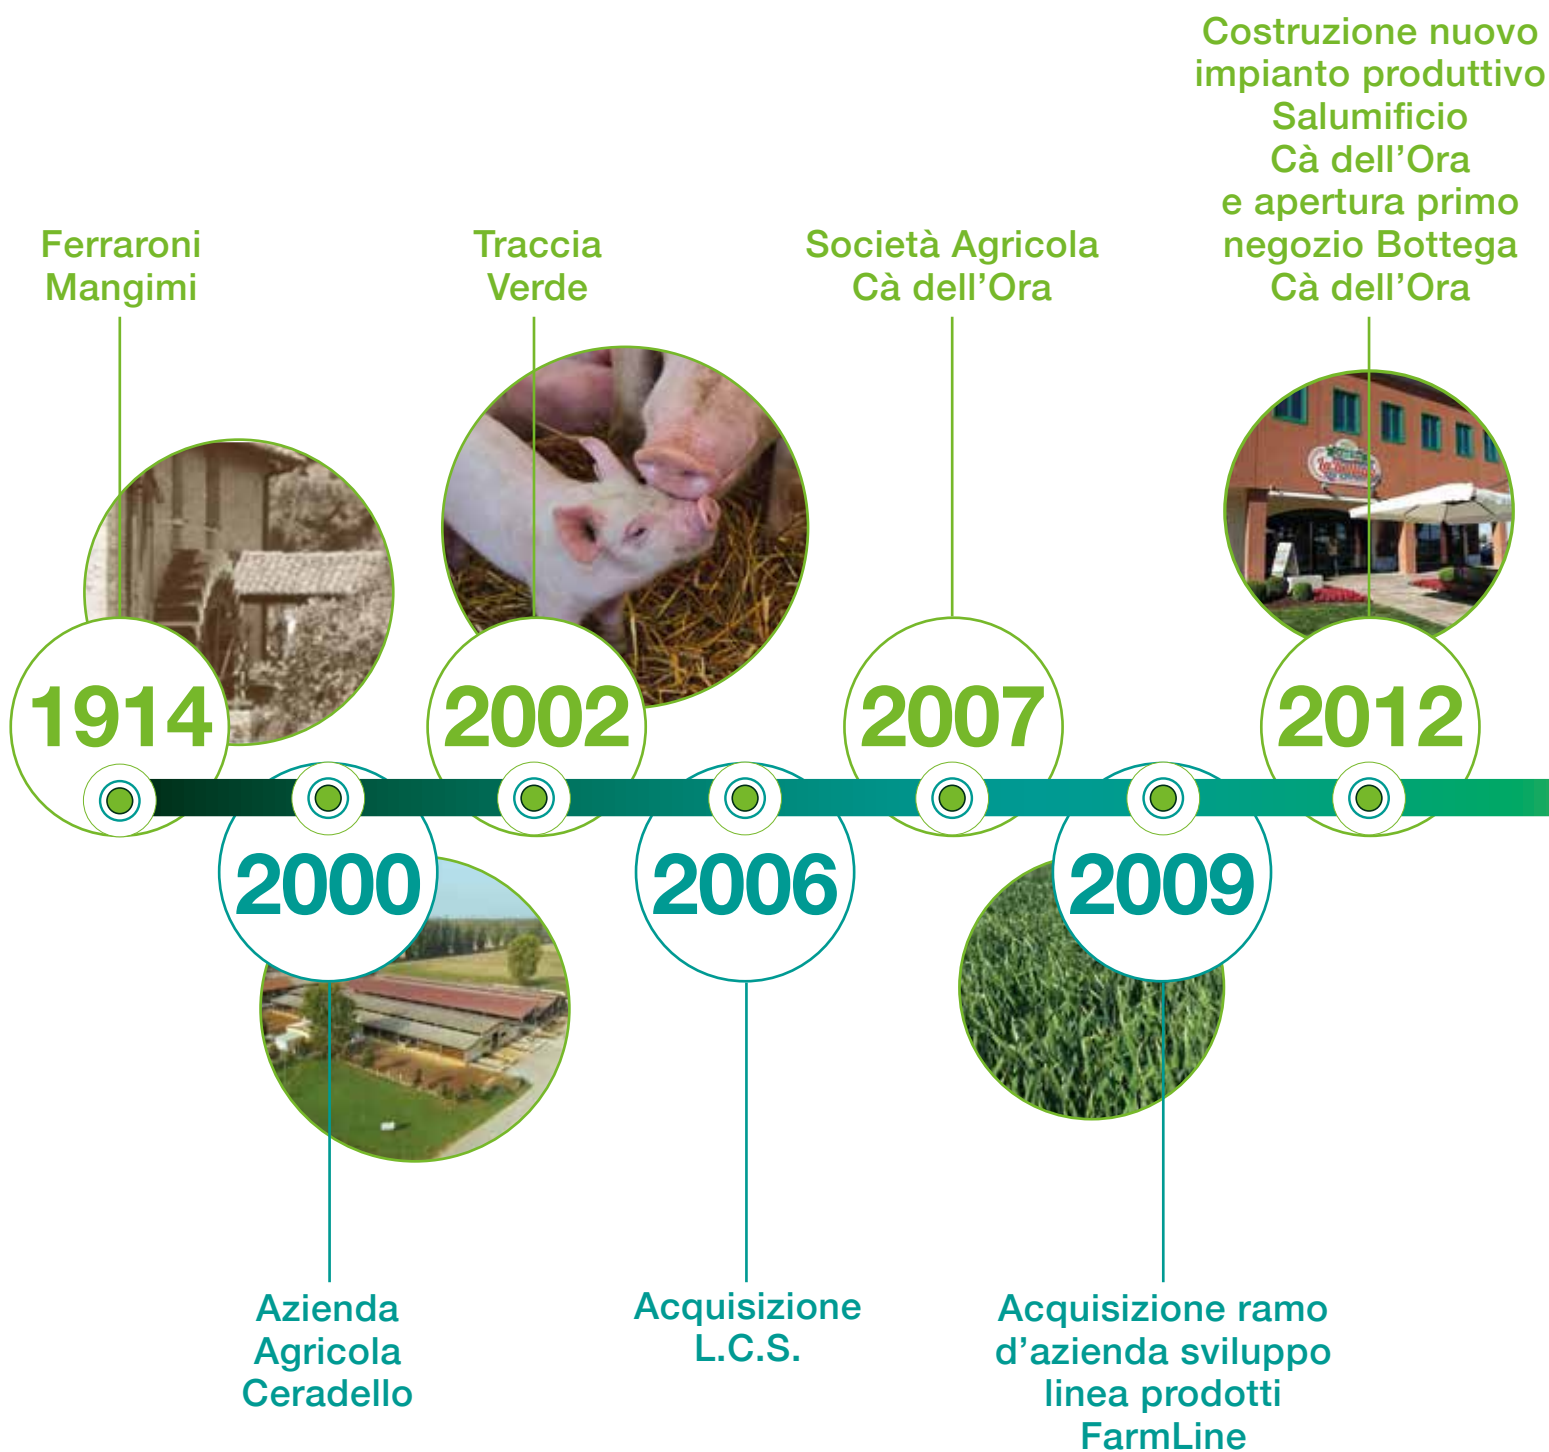 Costruzione nuovo
impianto produttivo
Salumificio
Cà dell’Ora
e apertura primo
negozio Bottega
Cà dell’Ora
Ferraroni
Mangimi
Traccia
Verde
Società Agricola
Cà dell’Ora
1914
2002
2007
2012
2000
2006
2009
Azienda
Agricola
Ceradello
Acquisizione
L.C.S.
Acquisizione ramo
d’azienda sviluppo
linea prodotti
FarmLine